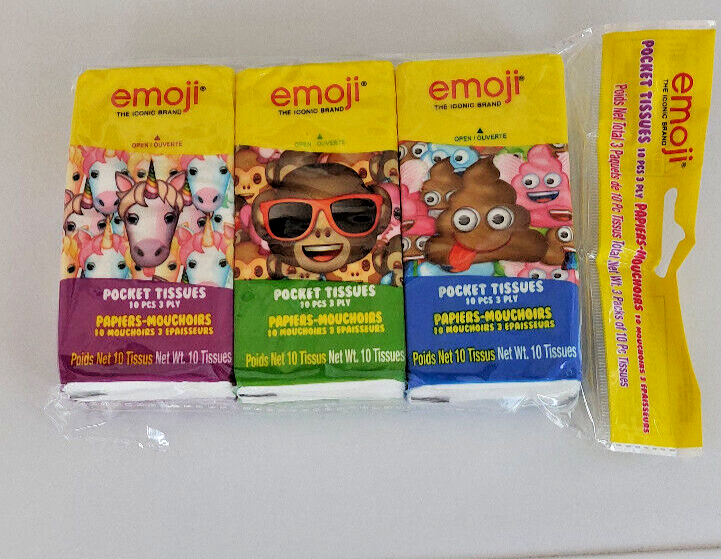 emoji®
THE ICONIC BRAND
OPEN / OUVERTE
POCKET TISSUES
10 PCS 3 PLY
PAPIERS-MOUCHOIRS
10 MOUCHOIRS 3 EPAISSEURS
Poids Net 10 Tissus Net Wt. 10 Tissues
emoji®
THE ICONIC BRAND
OPEN OUVERTE
POCKET TISSUES
10 PCS 3 PLY
PAPIERS-MOUCHOIRS
10 MOUCHOIRS 3 EPAISSEURS
Poids Net 10 Tissus Net Wt. 10 Tissues
emoji®
THE ICONIC BRAND
OPEN / OUVERTE
POCKET TISSUES
10 PCS 3 PLY
PAPIERS-MOUCHOIRS
10 MOUCHOIRS 3 EPAISSEURS
Poids Net 10 Tissus Net Wt. 10 Tissues
emoji®
THE ICONIC BRAND
POCKET TISSUES 10 PCS 3 PLY PAPIERS-MOUCHOIRS 10 MOUCHOIRS 3 EPAISSEURS
Poids Net Total 3 Paquets de 10 Pc Tissus Total Net Wt. 3 Packs of 10 Pc Tissues